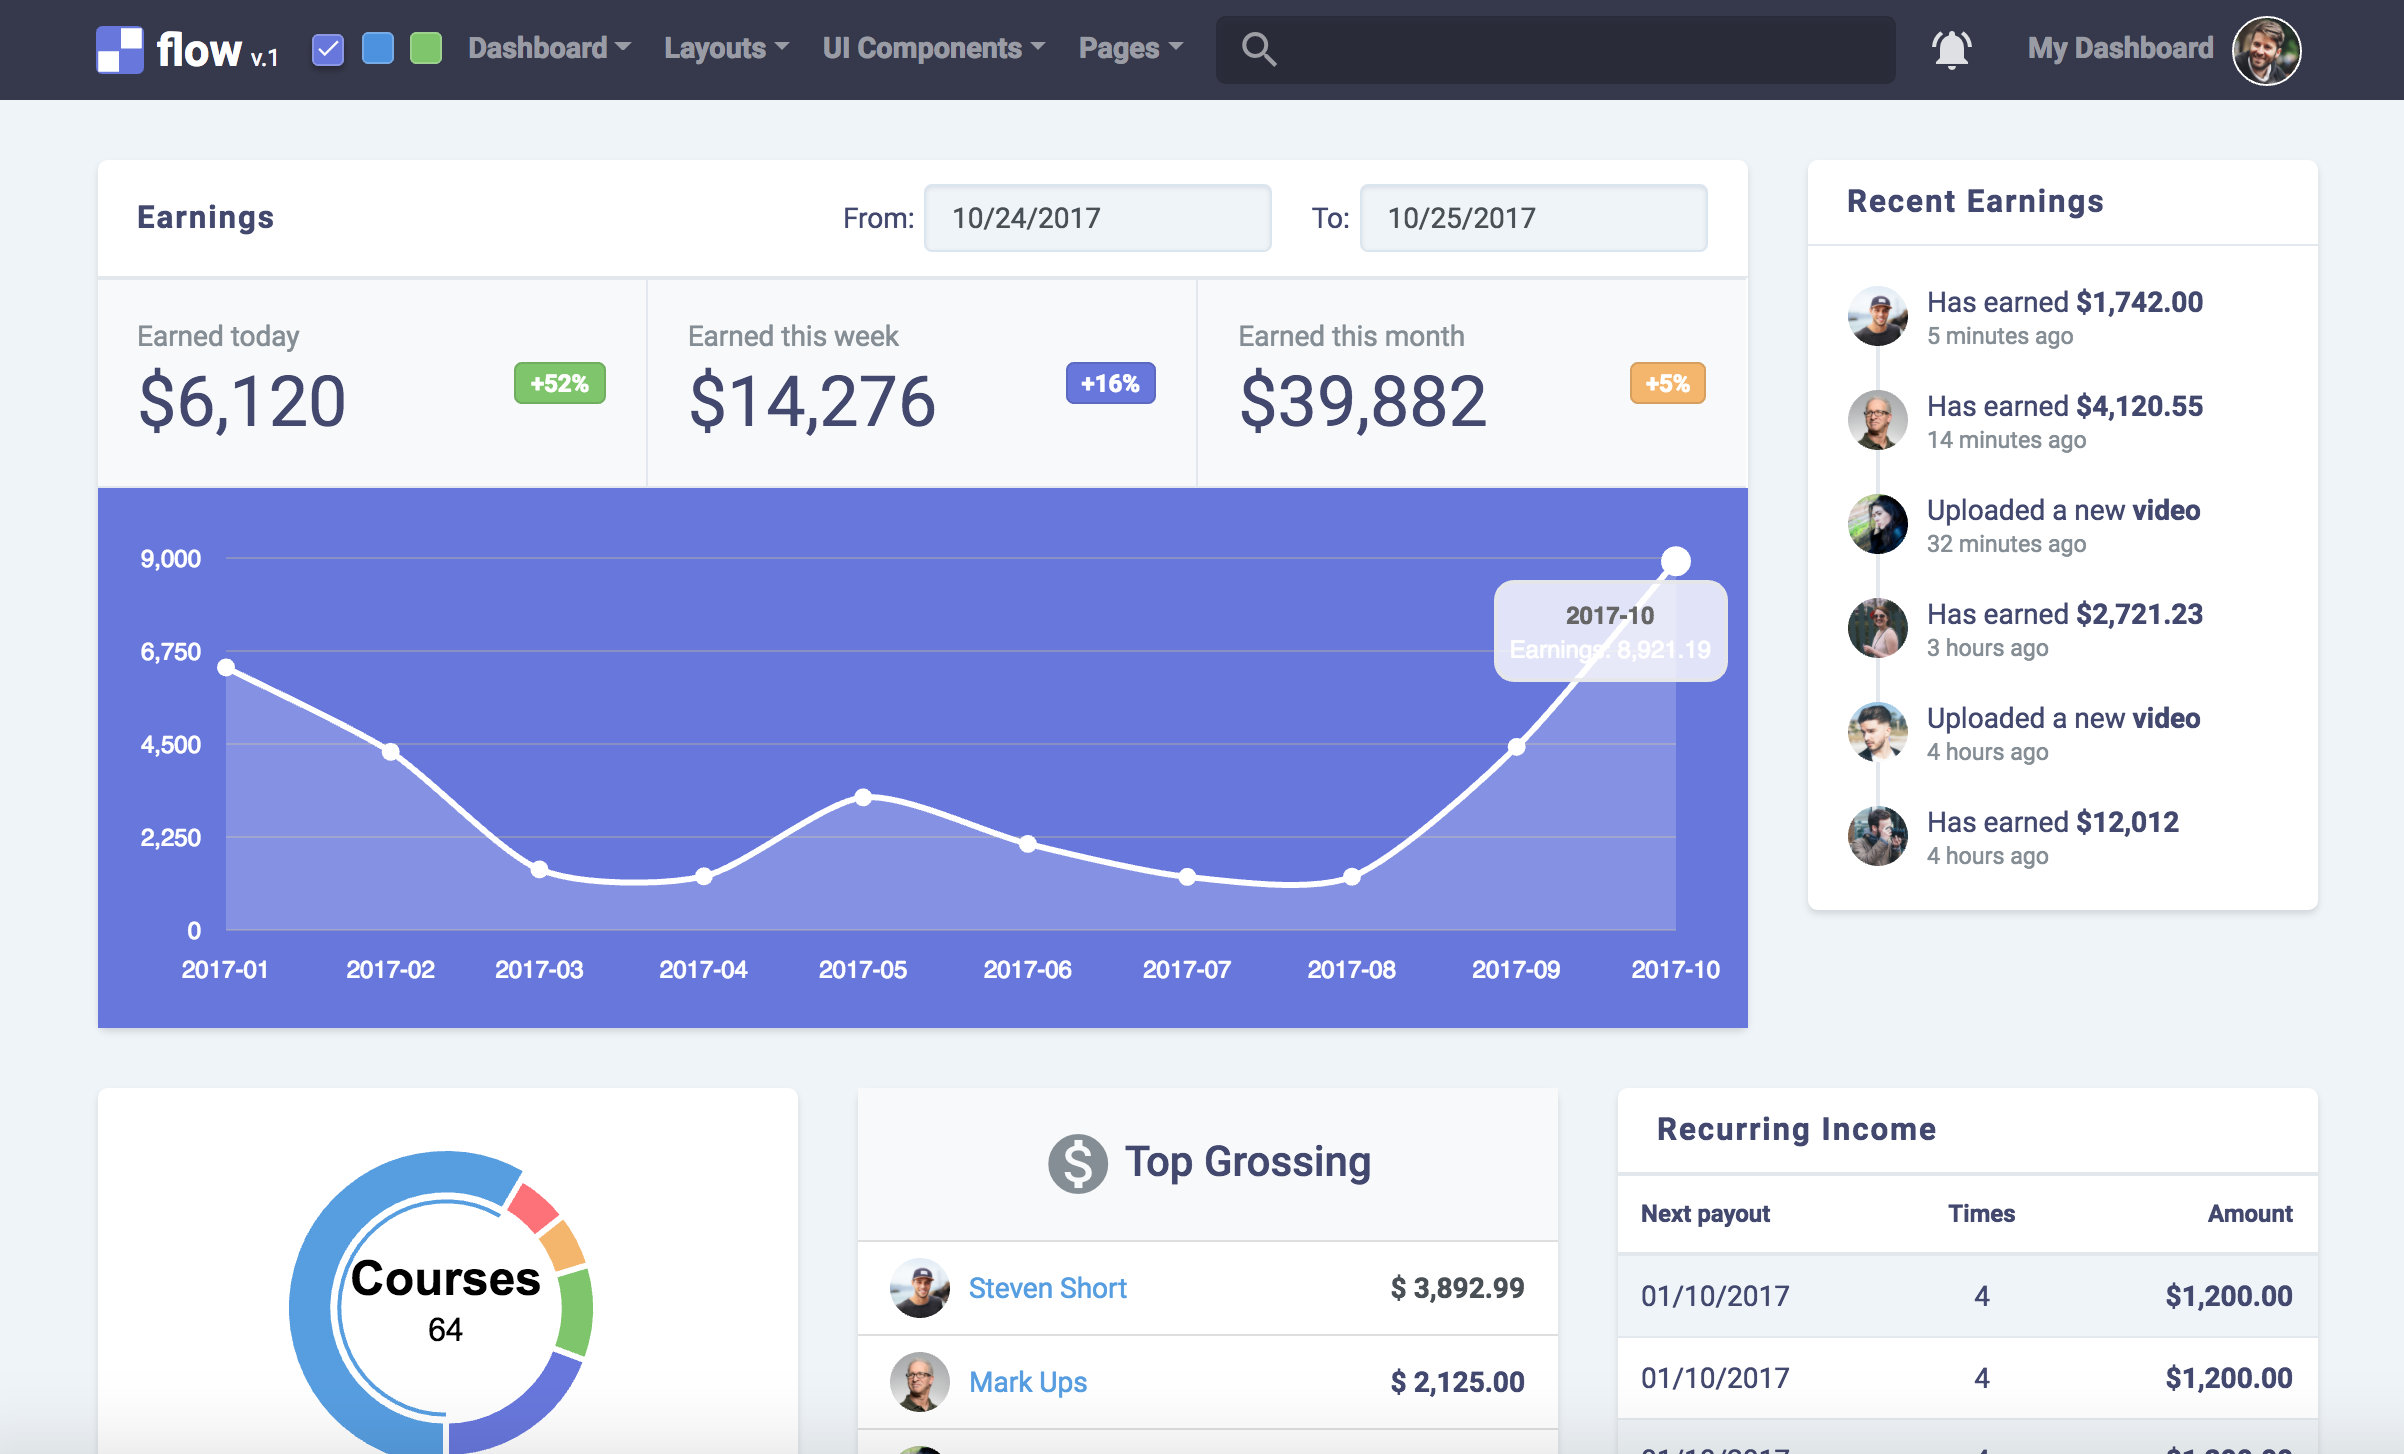 flow v.1
Dashboard
Layouts
UI Components
Pages
My Dashboard
Earnings
From: 10/24/2017
To: 10/25/2017
Earned today
$6,120
+52%
Earned this week
$14,276
+16%
Earned this month
$39,882
+5%
9,000
6,750
4,500
2,250
0
2017-10
Earnings: 8,921.19
2017-01
2017-02
2017-03
2017-04
2017-05
2017-06
2017-07
2017-08
2017-09
2017-10
Recent Earnings
Has earned $1,742.00
5 minutes ago
Has earned $4,120.55
14 minutes ago
Uploaded a new video
32 minutes ago
Has earned $2,721.23
3 hours ago
Uploaded a new video
4 hours ago
Has earned $12,012
4 hours ago
Courses
64
Top Grossing
Steven Short $ 3,892.99
Mark Ups $ 2,125.00
Recurring Income
Next payout Times Amount
01/10/2017 4 $1,200.00
01/10/2017 4 $1,200.00